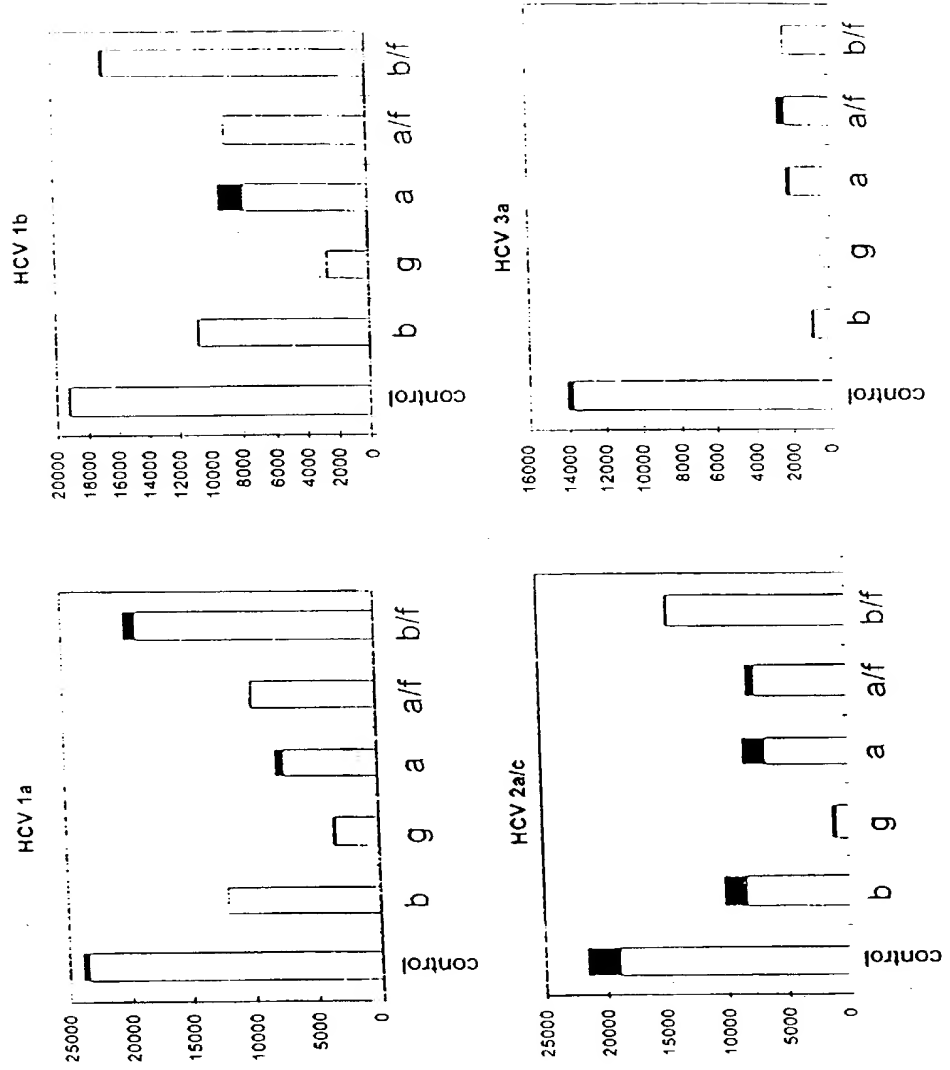 HCV 1a
25000
20000
15000
10000
5000
0
control
b
g
a
a/f
b/f
HCV 1b
20000
18000
16000
14000
12000
10000
8000
6000
4000
2000
0
control
b
g
a
a/f
b/f
HCV 2a/c
25000
20000
15000
10000
5000
0
control
b
g
a
a/f
b/f
HCV 3a
16000
14000
12000
10000
8000
6000
4000
2000
0
control
b
g
a
a/f
b/f